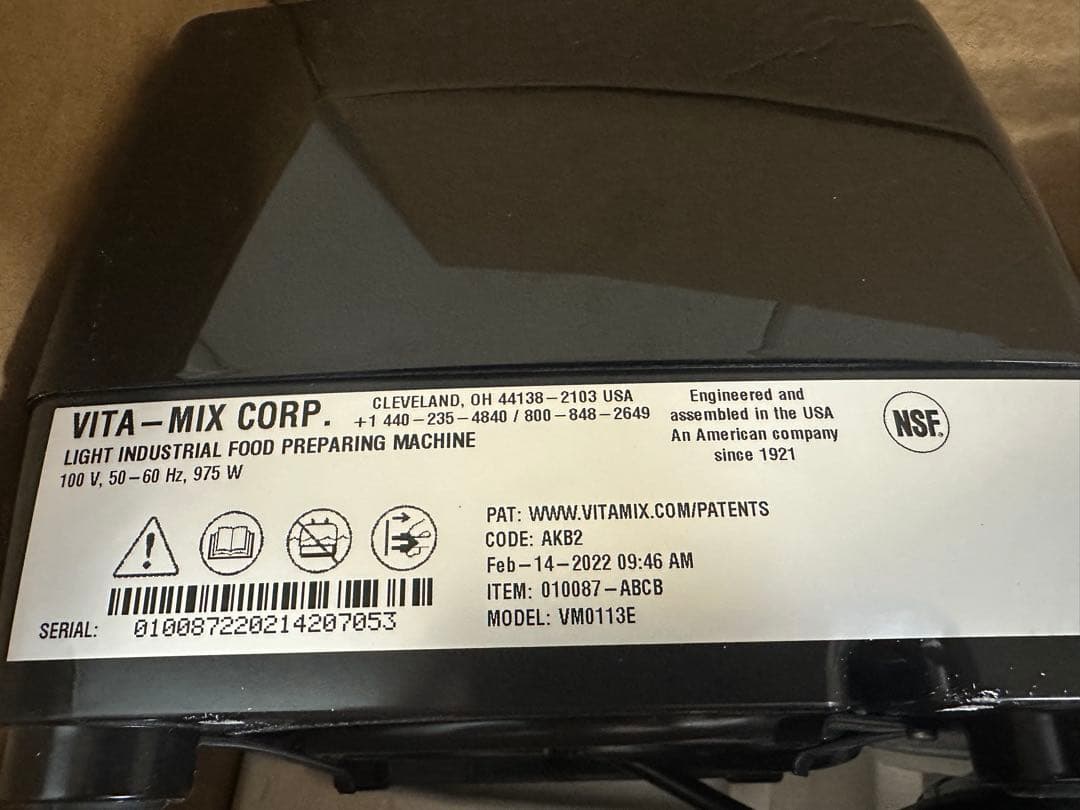 VITA-MIX CORP.
CLEVELAND, OH 44138-2103 USA
+1 440-235-4840 / 800-848-2649
LIGHT INDUSTRIAL FOOD PREPARING MACHINE
100 V, 50-60 Hz, 975 W
Engineered and
assembled in the USA
An American company
since 1921
NSF.
PAT: WWW.VITAMIX.COM/PATENTS
CODE: AKB2
Feb-14-2022 09:46 AM
ITEM: 010087-ABCB
MODEL: VM0113E
SERIAL: 010087220214207053